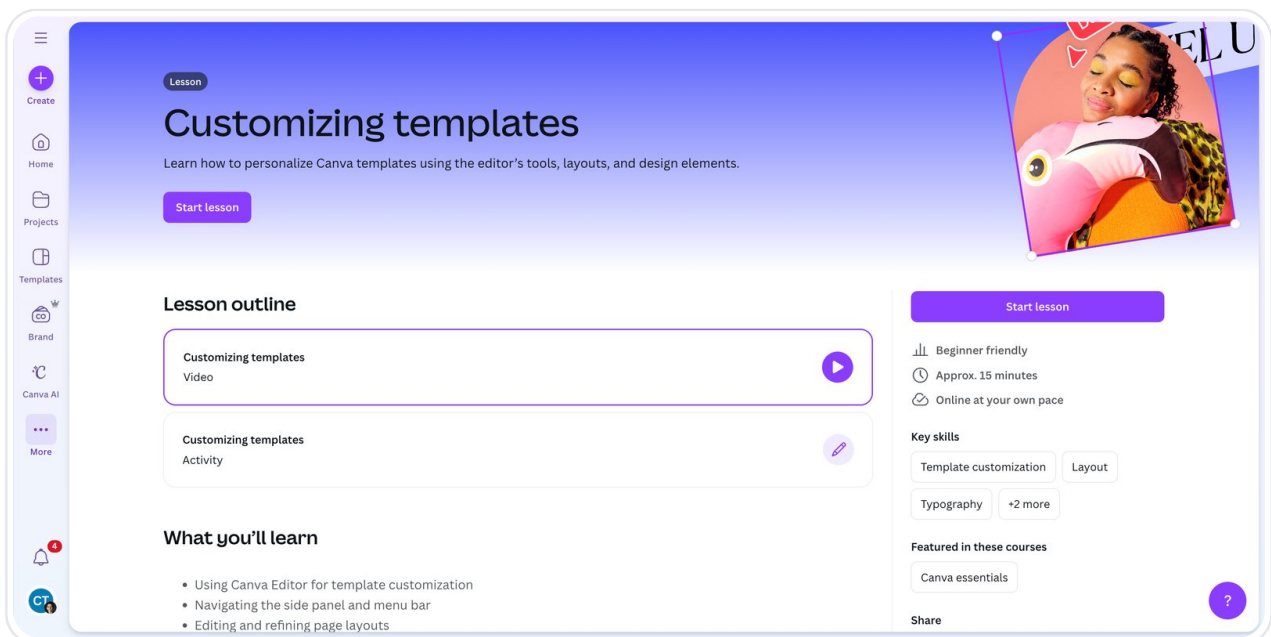 Create
Home
Projects
Templates
CO
Brand
Canva AI
More
4
CT
Lesson
Customizing templates
Learn how to personalize Canva templates using the editor's tools, layouts, and design elements.
Start lesson
EL U
Lesson outline
Customizing templates
Video
Customizing templates
Activity
What you'll learn
• Using Canva Editor for template customization
• Navigating the side panel and menu bar
• Editing and refining page layouts
Start lesson
Beginner friendly
Approx. 15 minutes
Online at your own pace
Key skills
Template customization
Layout
Typography
+2 more
Featured in these courses
Canva essentials
Share
?